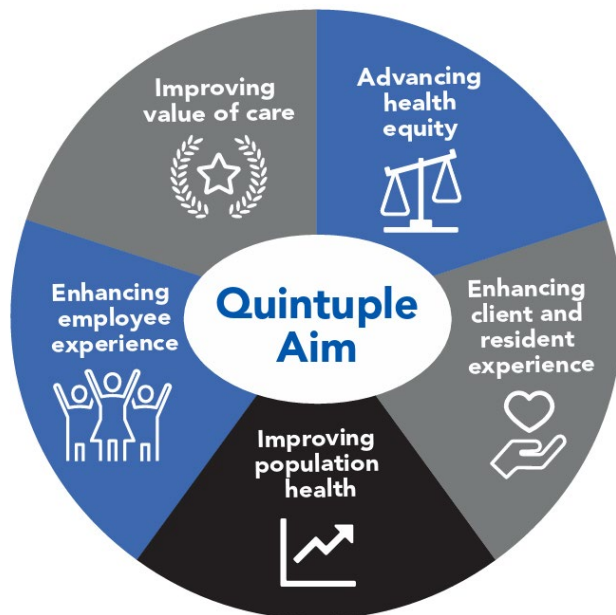 Improving
value of care
Advancing
health
equity
Enhancing
employee
experience
Quintuple
Aim
Enhancing
client and
resident
experience
Improving
population
health